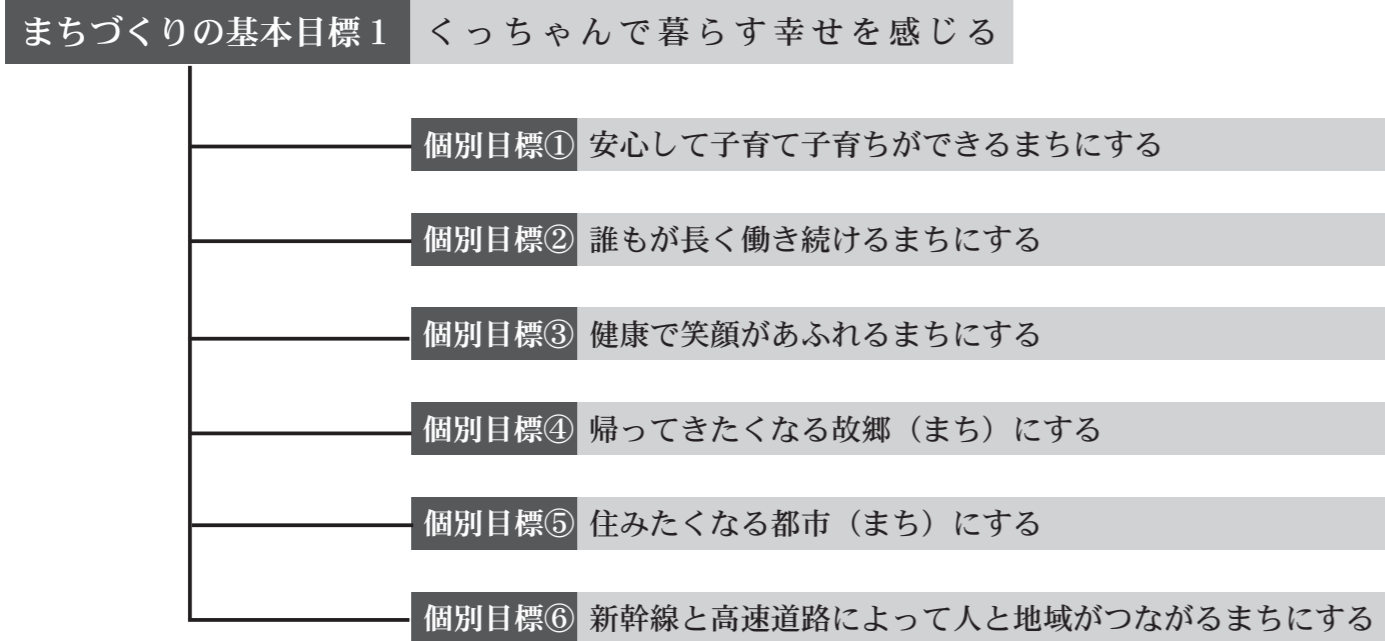 まちづくりの基本目標１ くっちゃんで暮らす幸せを感じる
個別目標① 安心して子育て子育ちができるまちにする
個別目標② 誰もが長く働き続けるまちにする
個別目標③ 健康で笑顔があふれるまちにする
個別目標④ 帰ってきたくなる故郷（まち）にする
個別目標⑤ 住みたくなる都市（まち）にする
個別目標⑥ 新幹線と高速道路によって人と地域がつながるまちにする